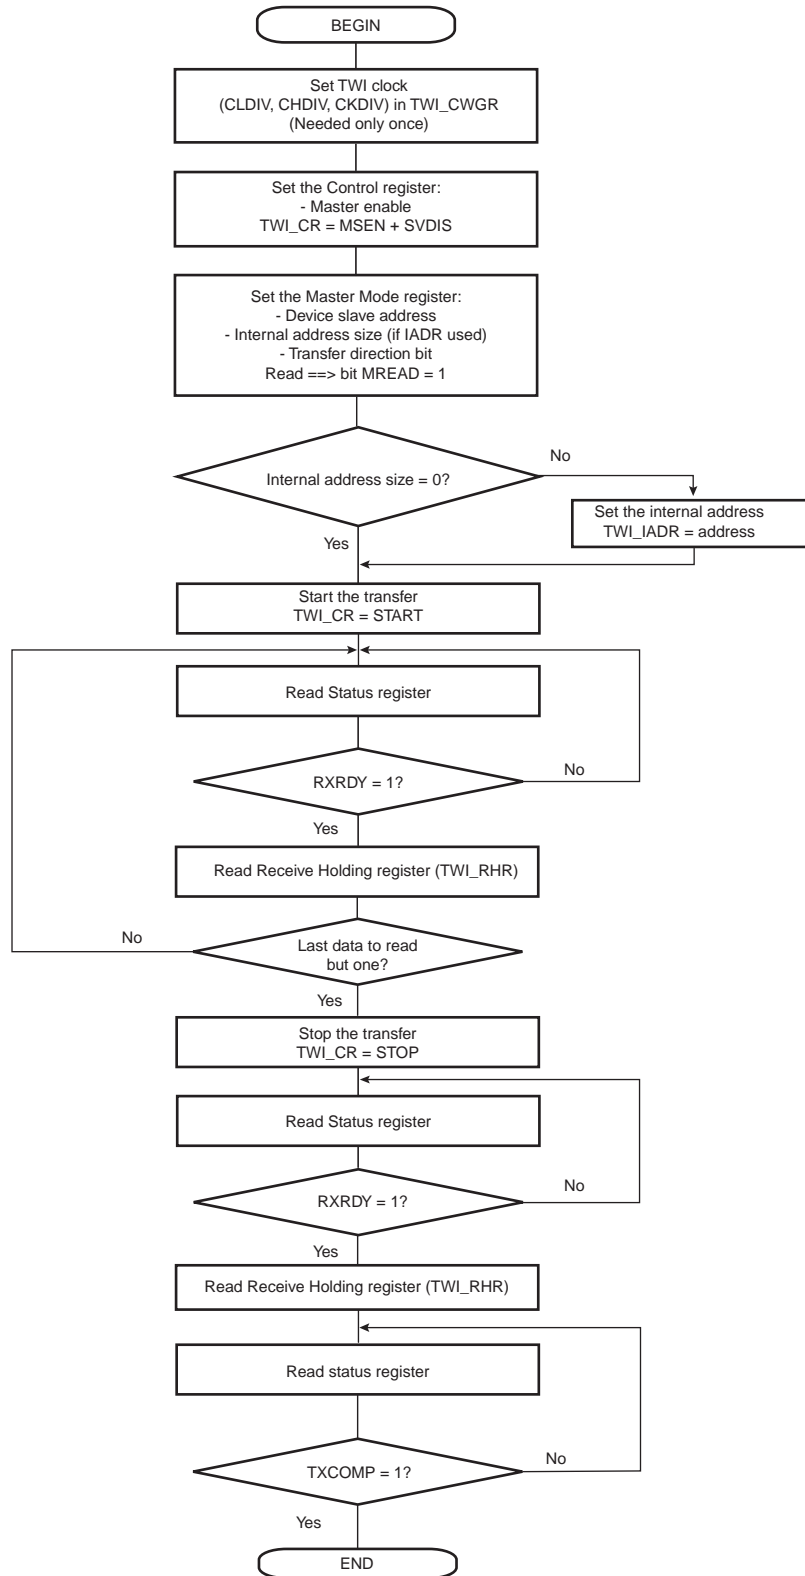 BEGIN
Set TWI clock
(CLDIV, CHDIV, CKDIV) in TWI_CWGR
(Needed only once)
Set the Control register:
- Master enable
TWI_CR = MSEN + SVDIS
Set the Master Mode register:
- Device slave address
- Internal address size (if IADR used)
- Transfer direction bit
Read ==> bit MREAD = 1
Internal address size = 0?
No
Set the internal address
TWI_IADR = address
Yes
Start the transfer
TWI_CR = START
Read Status register
RXRDY = 1?
No
Yes
Read Receive Holding register (TWI_RHR)
No
Last data to read
but one?
Yes
Stop the transfer
TWI_CR = STOP
Read Status register
RXRDY = 1?
No
Yes
Read Receive Holding register (TWI_RHR)
Read status register
TXCOMP = 1?
No
Yes
END